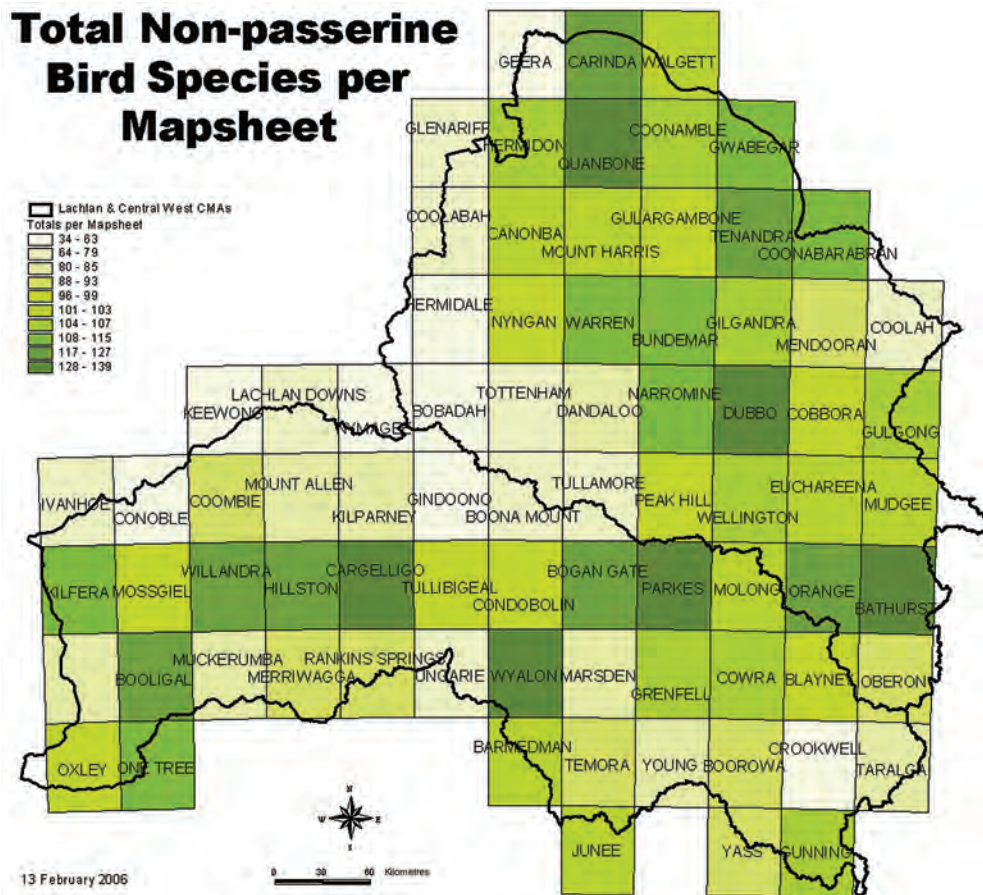 Total Non-passerine
Bird Species per
Mapsheet
Lachlan & Central West CMAs
Totals per Mapsheet
34 - 63
64 - 79
80 - 85
88 - 93
96 - 99
101 - 103
104 - 107
108 - 115
117 - 127
128 - 139
GEERA CARINDA WALGETT
GLENARIFF HERMIDON QUANBONE COONAMBLE GWABEGAR
COOLABAH CANONBA MOUNT HARRIS GULARGAMBONE TENANDRA COONABARABRAN
HERMIDALE NYNGAN WARREN BUNDEMAR GILGANDRA MENDOORAN COOLAH
KEEWONG LACHLAN DOWNS NYMAGEE BOBADAH TOTTENHAM DANDALOO NARROMINE DUBBO COBBORA GULGONG
IVANHOE CONOBLE COOMBIE MOUNT ALLEN KILPARNEY GINDOONO BOONA MOUNT TULLAMORE PEAK HILL WELLINGTON EUCHAREENA MUDGEE
KILFERA MOSSGIEL WILLANDRA HILLSTON CARGELLIGO TULLIBIGEAL CONDOBOLIN BOGAN GATE PARKES MOLONG ORANGE BATHURST
BOOLIGAL MUCKERUMBA MERRIWAGGA RANKINS SPRINGS UNGARIE WYALON MARSDEN GRENFELL COWRA BLAYNEY OBERON
OXLEY ONE TREE BARMEDMAN TEMORA YOUNG BOOROWA CROOKWELL TARALGA
JUNEE YASS GUNNING
N
W E
S
0 30 60 Kilometres
13 February 2006